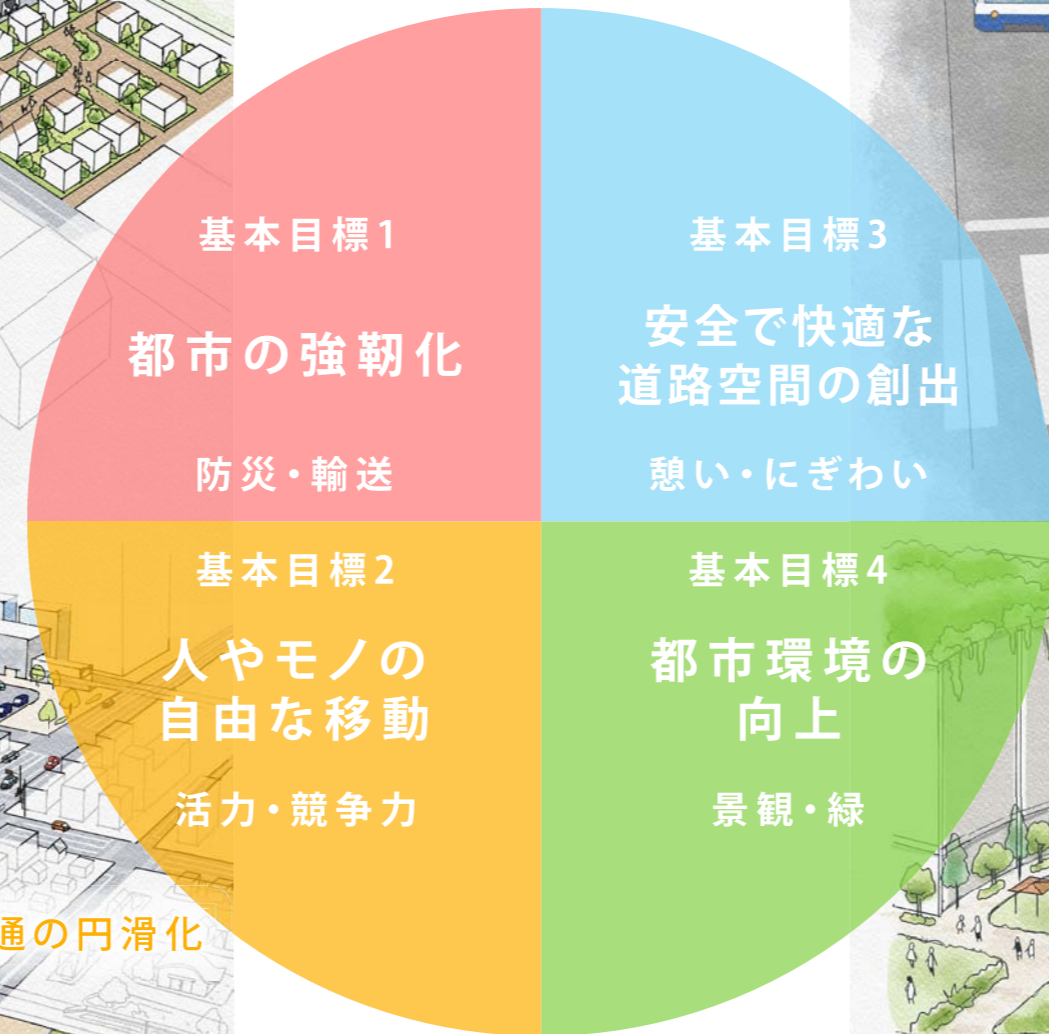 基本目標1
都市の強靭化
防災・輸送
基本目標2
人やモノの
自由な移動
活力・競争力
基本目標3
安全で快適な
道路空間の創出
憩い・にぎわい
基本目標4
都市環境の
向上
景観・緑
通の円滑化